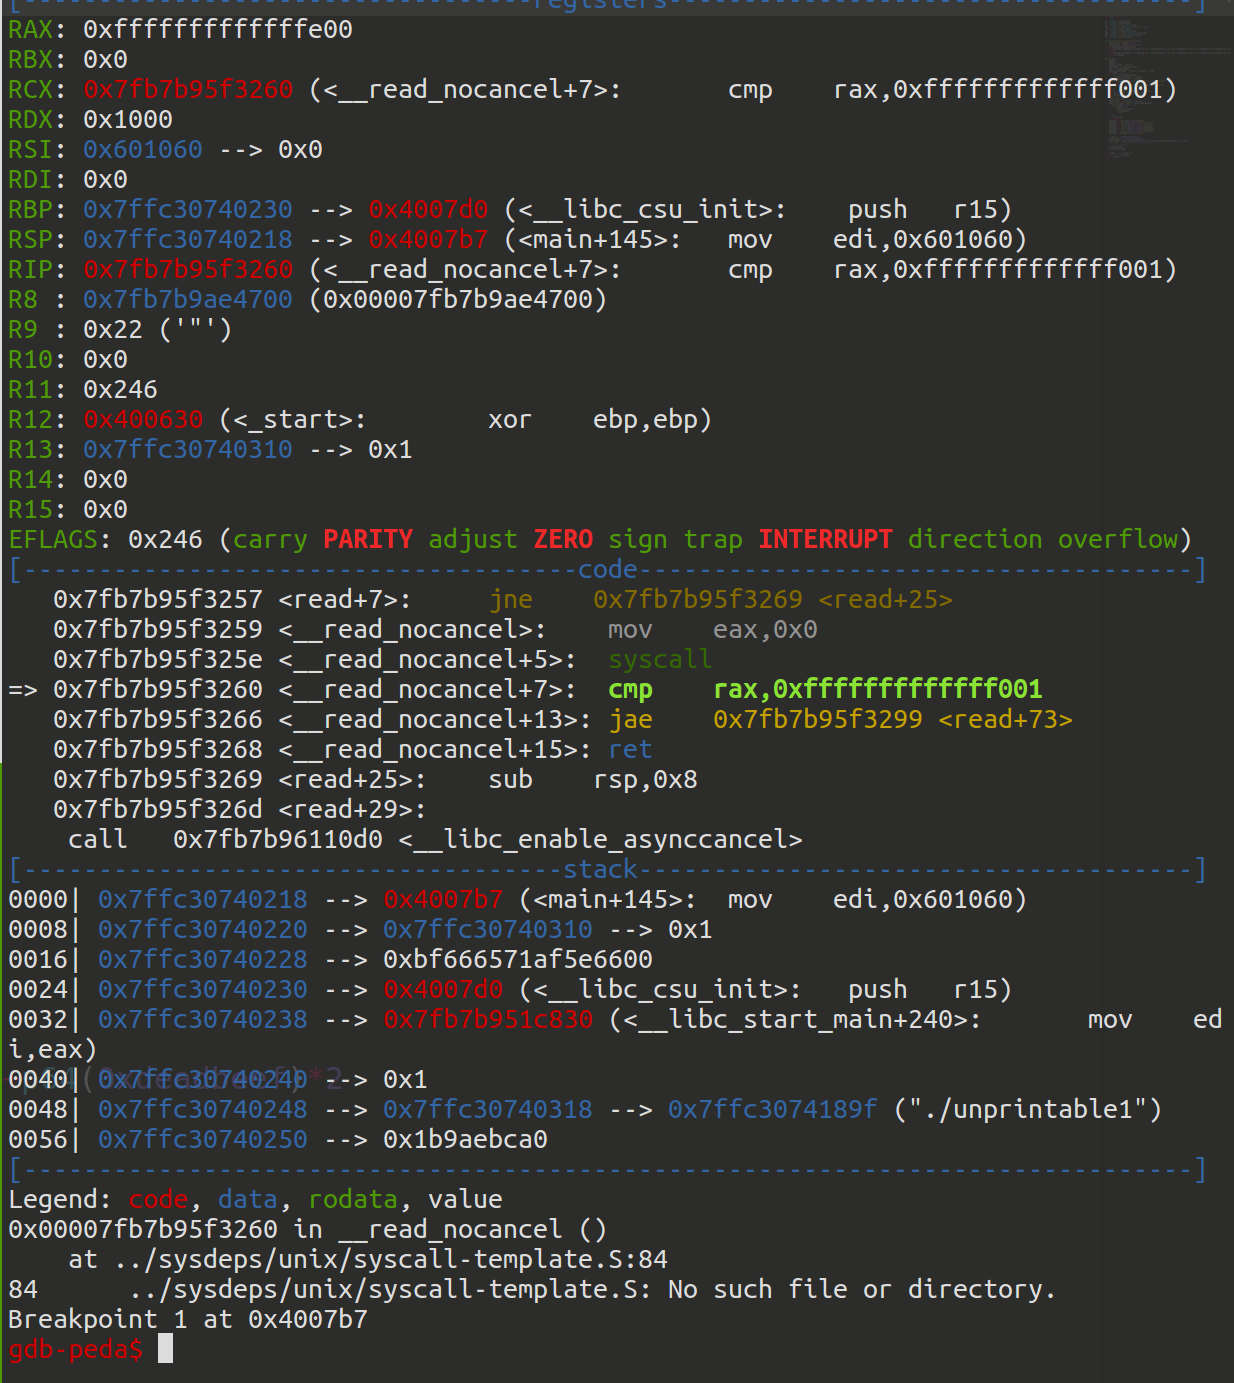 [----------------------------------registers-----------------------------------]
RAX: 0xfffffffffffffe00
RBX: 0x0
RCX: 0x7fb7b95f3260 (<__read_nocancel+7>:	cmp    rax,0xfffffffffffff001)
RDX: 0x1000
RSI: 0x601060 --> 0x0
RDI: 0x0
RBP: 0x7ffc30740230 --> 0x4007d0 (<__libc_csu_init>:	push   r15)
RSP: 0x7ffc30740218 --> 0x4007b7 (<main+145>:	mov    edi,0x601060)
RIP: 0x7fb7b95f3260 (<__read_nocancel+7>:	cmp    rax,0xfffffffffffff001)
R8 : 0x7fb7b9ae4700 (0x00007fb7b9ae4700)
R9 : 0x22 ('"')
R10: 0x0
R11: 0x246
R12: 0x400630 (<_start>:	xor    ebp,ebp)
R13: 0x7ffc30740310 --> 0x1
R14: 0x0
R15: 0x0
EFLAGS: 0x246 (carry PARITY adjust ZERO sign trap INTERRUPT direction overflow)
[-------------------------------------code-------------------------------------]
   0x7fb7b95f3257 <read+7>:	jne    0x7fb7b95f3269 <read+25>
   0x7fb7b95f3259 <__read_nocancel>:	mov    eax,0x0
   0x7fb7b95f325e <__read_nocancel+5>:	syscall
=> 0x7fb7b95f3260 <__read_nocancel+7>:	cmp    rax,0xfffffffffffff001
   0x7fb7b95f3266 <__read_nocancel+13>:	jae    0x7fb7b95f3299 <read+73>
   0x7fb7b95f3268 <__read_nocancel+15>:	ret
   0x7fb7b95f3269 <read+25>:	sub    rsp,0x8
   0x7fb7b95f326d <read+29>:
    call   0x7fb7b96110d0 <__libc_enable_asynccancel>
[------------------------------------stack-------------------------------------]
0000| 0x7ffc30740218 --> 0x4007b7 (<main+145>:	mov    edi,0x601060)
0008| 0x7ffc30740220 --> 0x7ffc30740310 --> 0x1
0016| 0x7ffc30740228 --> 0xbf666571af5e6600
0024| 0x7ffc30740230 --> 0x4007d0 (<__libc_csu_init>:	push   r15)
0032| 0x7ffc30740238 --> 0x7fb7b951c830 (<__libc_start_main+240>:	mov    ed
i,eax)
0040| 0x7ffc30740240 --> 0x1
0048| 0x7ffc30740248 --> 0x7ffc30740318 --> 0x7ffc3074189f ("./unprintable1")
0056| 0x7ffc30740250 --> 0x1b9aebca0
[------------------------------------------------------------------------------]
Legend: code, data, rodata, value
0x00007fb7b95f3260 in __read_nocancel ()
    at ../sysdeps/unix/syscall-template.S:84
84	../sysdeps/unix/syscall-template.S: No such file or directory.
Breakpoint 1 at 0x4007b7
gdb-peda$